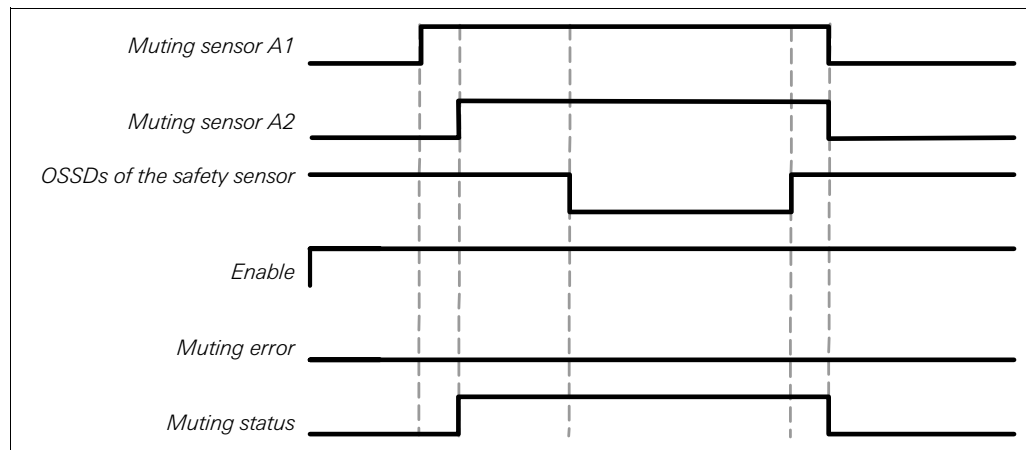 Muting sensor A1
Muting sensor A2
OSSDs of the safety sensor
Enable
Muting error
Muting status